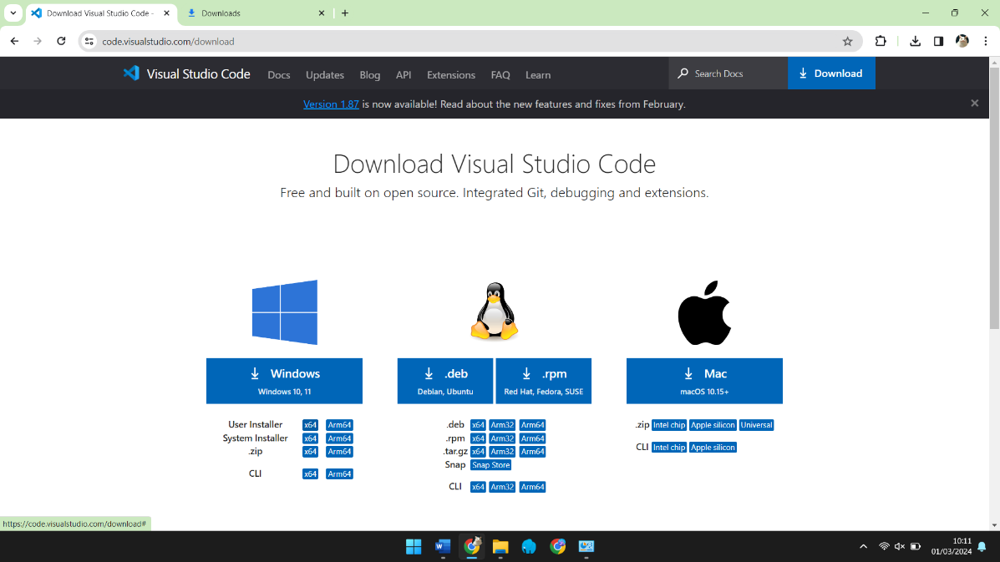 Download Visual Studio Code -
Downloads
code.visualstudio.com/download
Visual Studio Code
Docs
Updates
Blog
API
Extensions
FAQ
Learn
Search Docs
Download
Version 1.87 is now available! Read about the new features and fixes from February.
Download Visual Studio Code
Free and built on open source. Integrated Git, debugging and extensions.
Windows
Windows 10, 11
User Installer x64 Arm64
System Installer x64 Arm64
.zip x64 Arm64
CLI x64 Arm64
.deb
Debian, Ubuntu
.rpm
Red Hat, Fedora, SUSE
.deb x64 Arm32 Arm64
.rpm x64 Arm32 Arm64
.tar.gz x64 Arm32 Arm64
Snap Snap Store
CLI x64 Arm32 Arm64
Mac
macOS 10.15+
.zip Intel chip Apple silicon Universal
CLI Intel chip Apple silicon
https://code.visualstudio.com/download#
10:11
01/03/2024